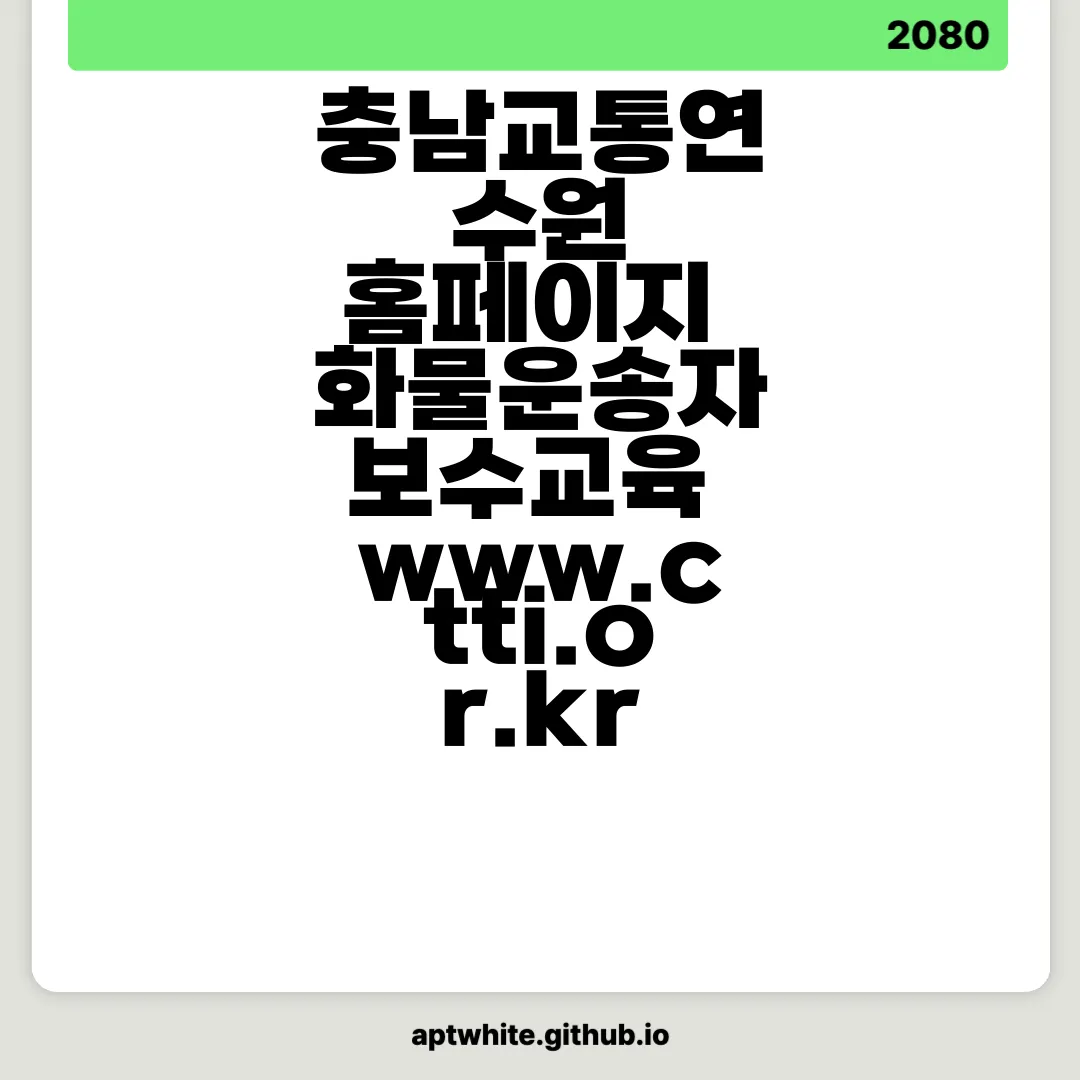 2080
충남교통연
수원
홈페이지
화물운송자
보수교육
www.c
tti.o
r.kr
aptwhite.github.io